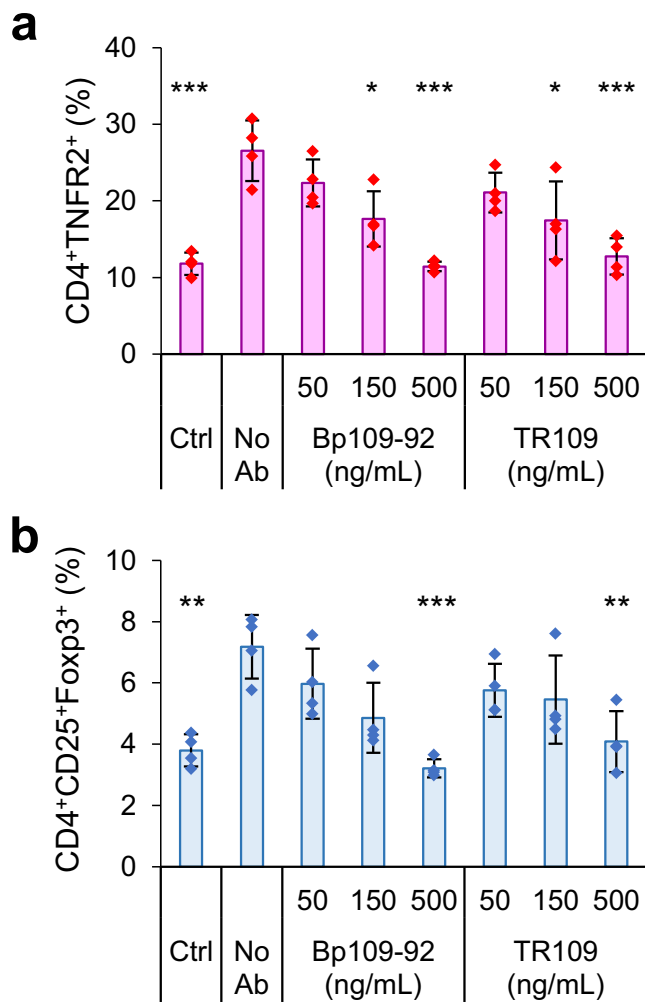 a
CD4⁺TNFR2⁺ (%)
40
30
20
10
0
*** * *** * ***
50 150 500 50 150 500
Ctrl No Ab Bp109-92 (ng/mL) TR109 (ng/mL)
b
CD4⁺CD25⁺Foxp3⁺ (%)
10
8
6
4
2
0
** *** **
50 150 500 50 150 500
Ctrl No Ab Bp109-92 (ng/mL) TR109 (ng/mL)